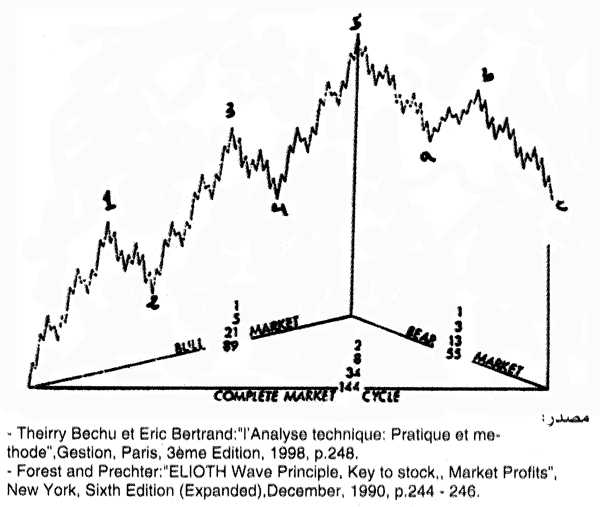 5
b
3
a
4
1
c
2
1
5
21
89
BULL MARKET
1
3
13
55
BEAR MARKET
2
8
34
144
COMPLETE MARKET CYCLE
مصدر:
- Theirry Bechu et Eric Bertrand:"l'Analyse technique: Pratique et me-
thode",Gestion, Paris, 3ème Edition, 1998, p.248.
- Forest and Prechter:"ELIOTH Wave Principle, Key to stock,, Market Profits",
New York, Sixth Edition (Expanded),December, 1990, p.244 - 246.